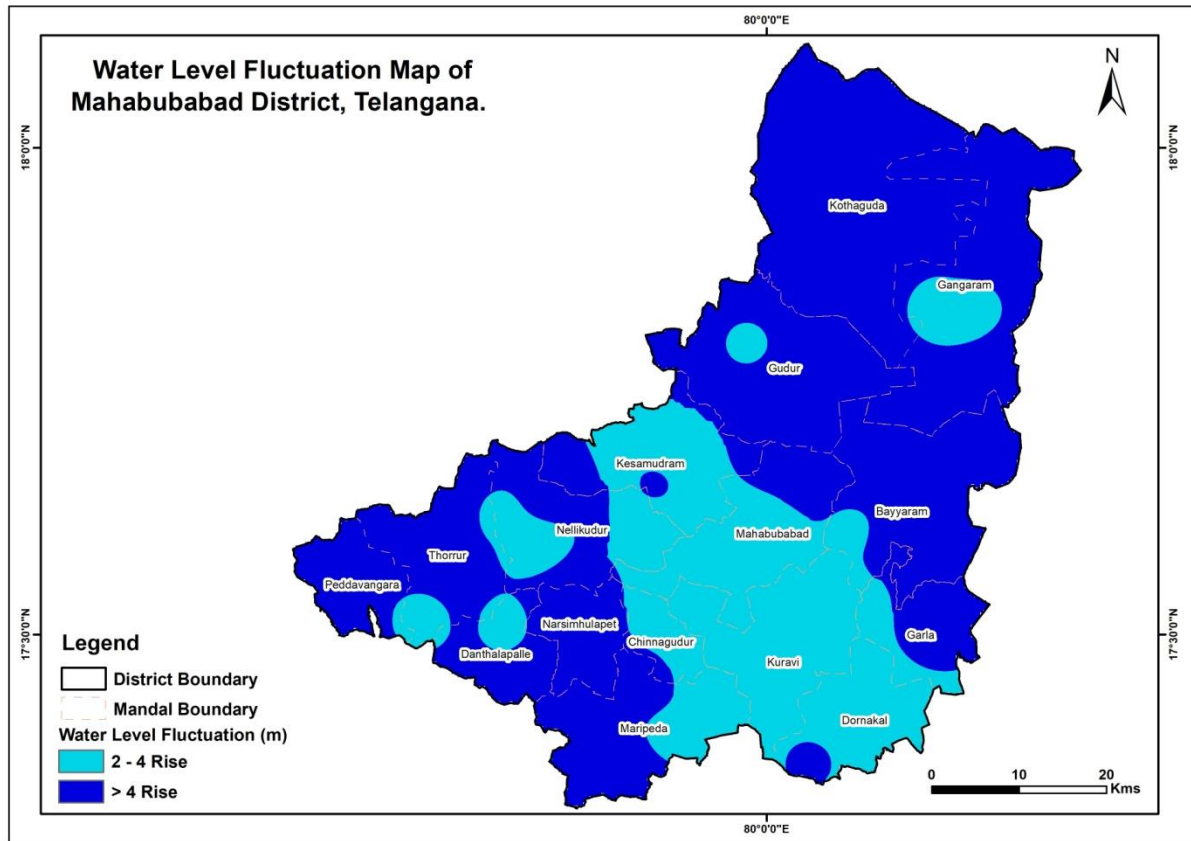 80°0'0"E
Water Level Fluctuation Map of
Mahabubabad District, Telangana.
N
18°0'0"N
18°0'0"N
Kothaguda
Gangaram
Gudur
Kesamudram
Bayyaram
Nellikudur
Mahabubabad
Thorrur
Peddavangara
Narsimhulapet
17°30'0"N
17°30'0"N
Chinnagudur
Garla
Danthalapalle
Kuravi
Maripeda
Dornakal
Legend
District Boundary
Mandal Boundary
Water Level Fluctuation (m)
2 - 4 Rise
> 4 Rise
0 10 20
Kms
80°0'0"E